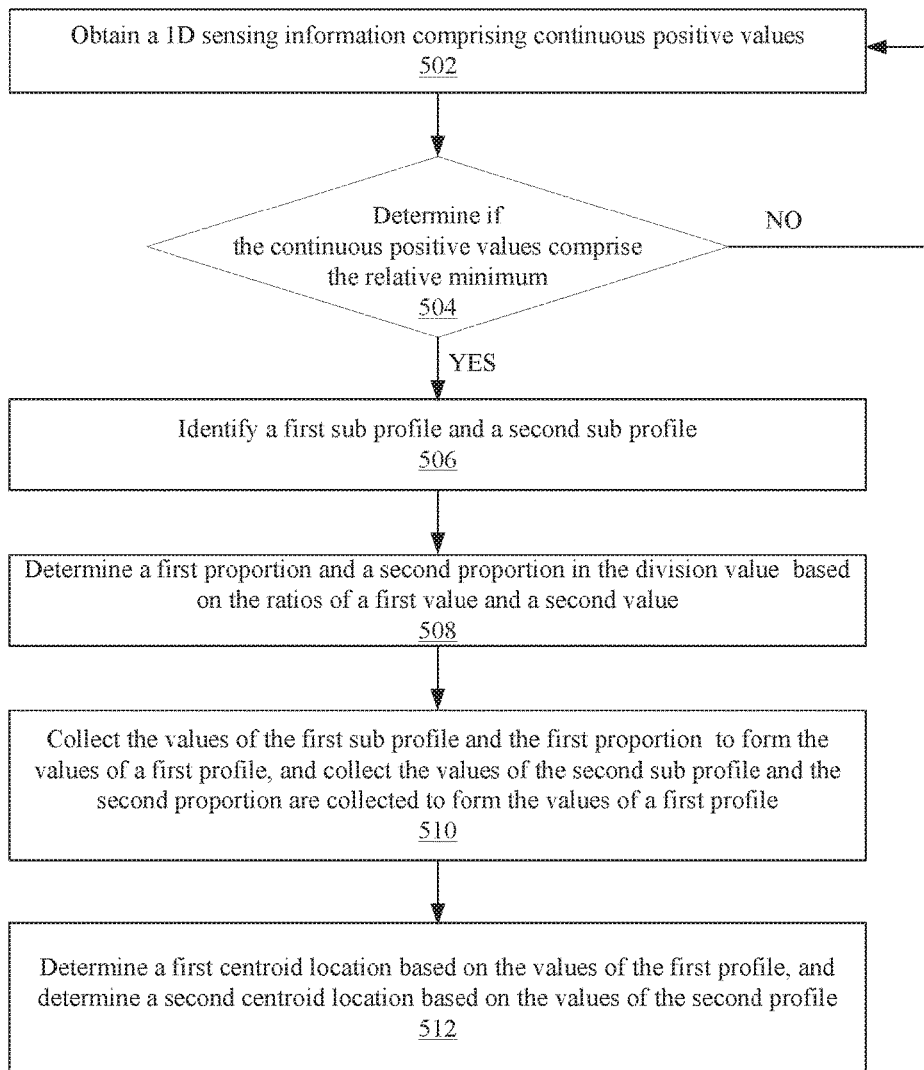 Obtain a 1D sensing information comprising continuous positive values
502
Determine if
the continuous positive values comprise
the relative minimum
504
NO
YES
Identify a first sub profile and a second sub profile
506
Determine a first proportion and a second proportion in the division value based
on the ratios of a first value and a second value
508
Collect the values of the first sub profile and the first proportion to form the
values of a first profile, and collect the values of the second sub profile and the
second proportion are collected to form the values of a first profile
510
Determine a first centroid location based on the values of the first profile, and
determine a second centroid location based on the values of the second profile
512